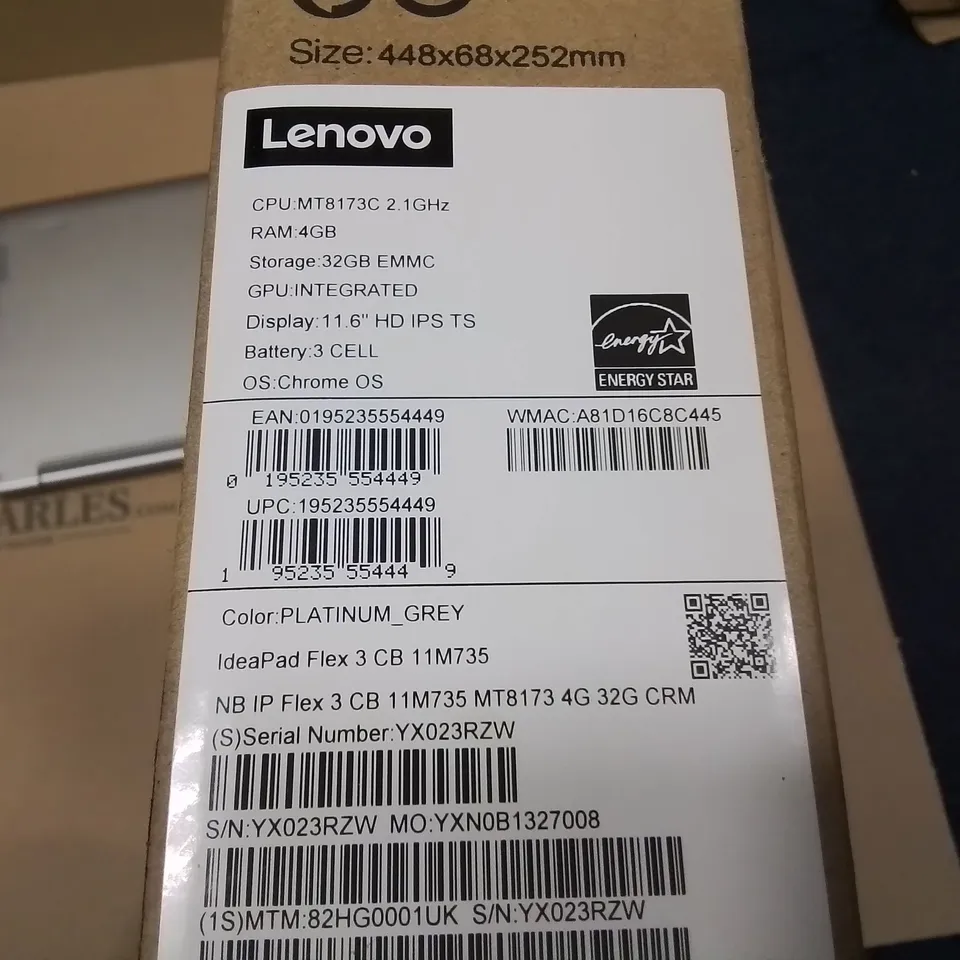 Size:448x68x252mm
Lenovo
CPU:MT8173C 2.1GHz
RAM:4GB
Storage:32GB EMMC
GPU:INTEGRATED
Display:11.6" HD IPS TS
Battery:3 CELL
OS:Chrome OS
energy
ENERGY STAR
EAN:0195235554449
WMAC:A81D16C8C445
0 195235 554449
UPC:195235554449
1 95235 55444 9
Color:PLATINUM_GREY
IdeaPad Flex 3 CB 11M735
NB IP Flex 3 CB 11M735 MT8173 4G 32G CRM
(S)Serial Number:YX023RZW
S/N:YX023RZW MO:YXN0B1327008
(1S)MTM:82HG0001UK S/N:YX023RZW
ARLES